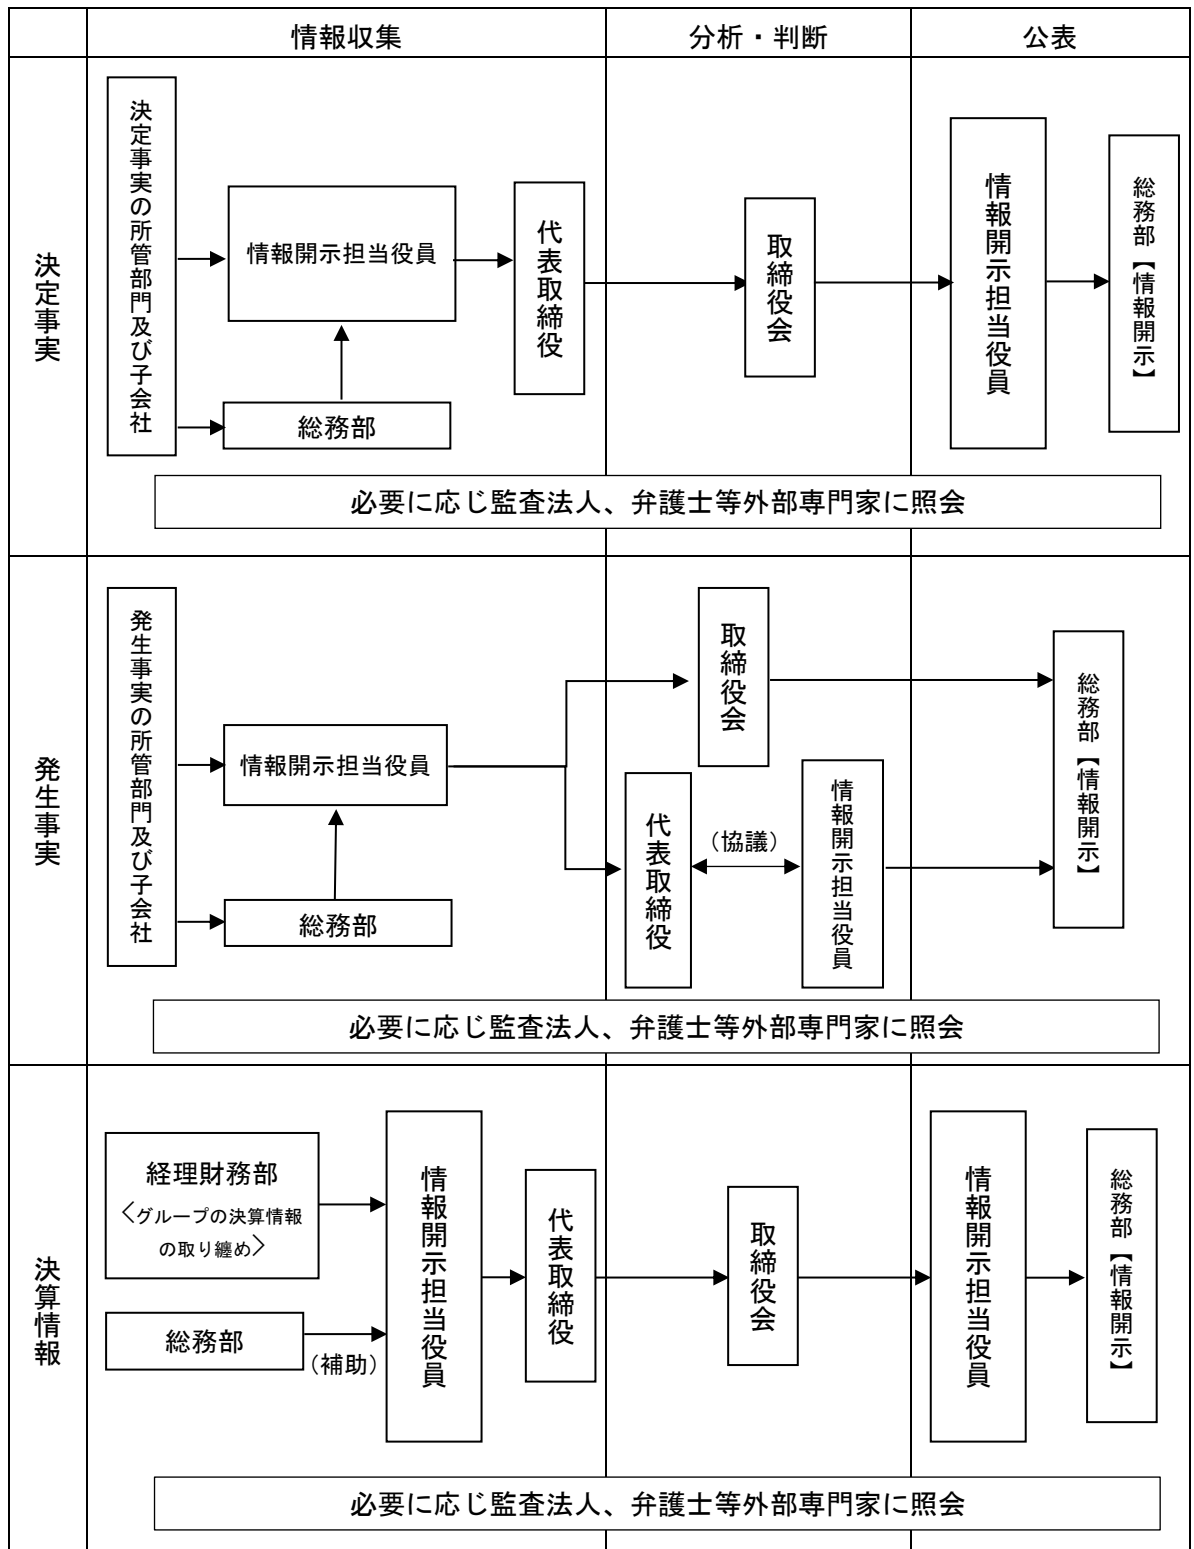 情報収集
分析・判断
公表
決定事実
決定事実の所管部門及び子会社
情報開示担当役員
総務部
代表取締役
取締役会
情報開示担当役員
総務部【情報開示】
必要に応じ監査法人、弁護士等外部専門家に照会
発生事実
発生事実の所管部門及び子会社
情報開示担当役員
総務部
取締役会
代表取締役
（協議）
情報開示担当役員
総務部【情報開示】
必要に応じ監査法人、弁護士等外部専門家に照会
決算情報
経理財務部
〈グループの決算情報
の取り纏め〉
総務部
（補助）
情報開示担当役員
代表取締役
取締役会
情報開示担当役員
総務部【情報開示】
必要に応じ監査法人、弁護士等外部専門家に照会